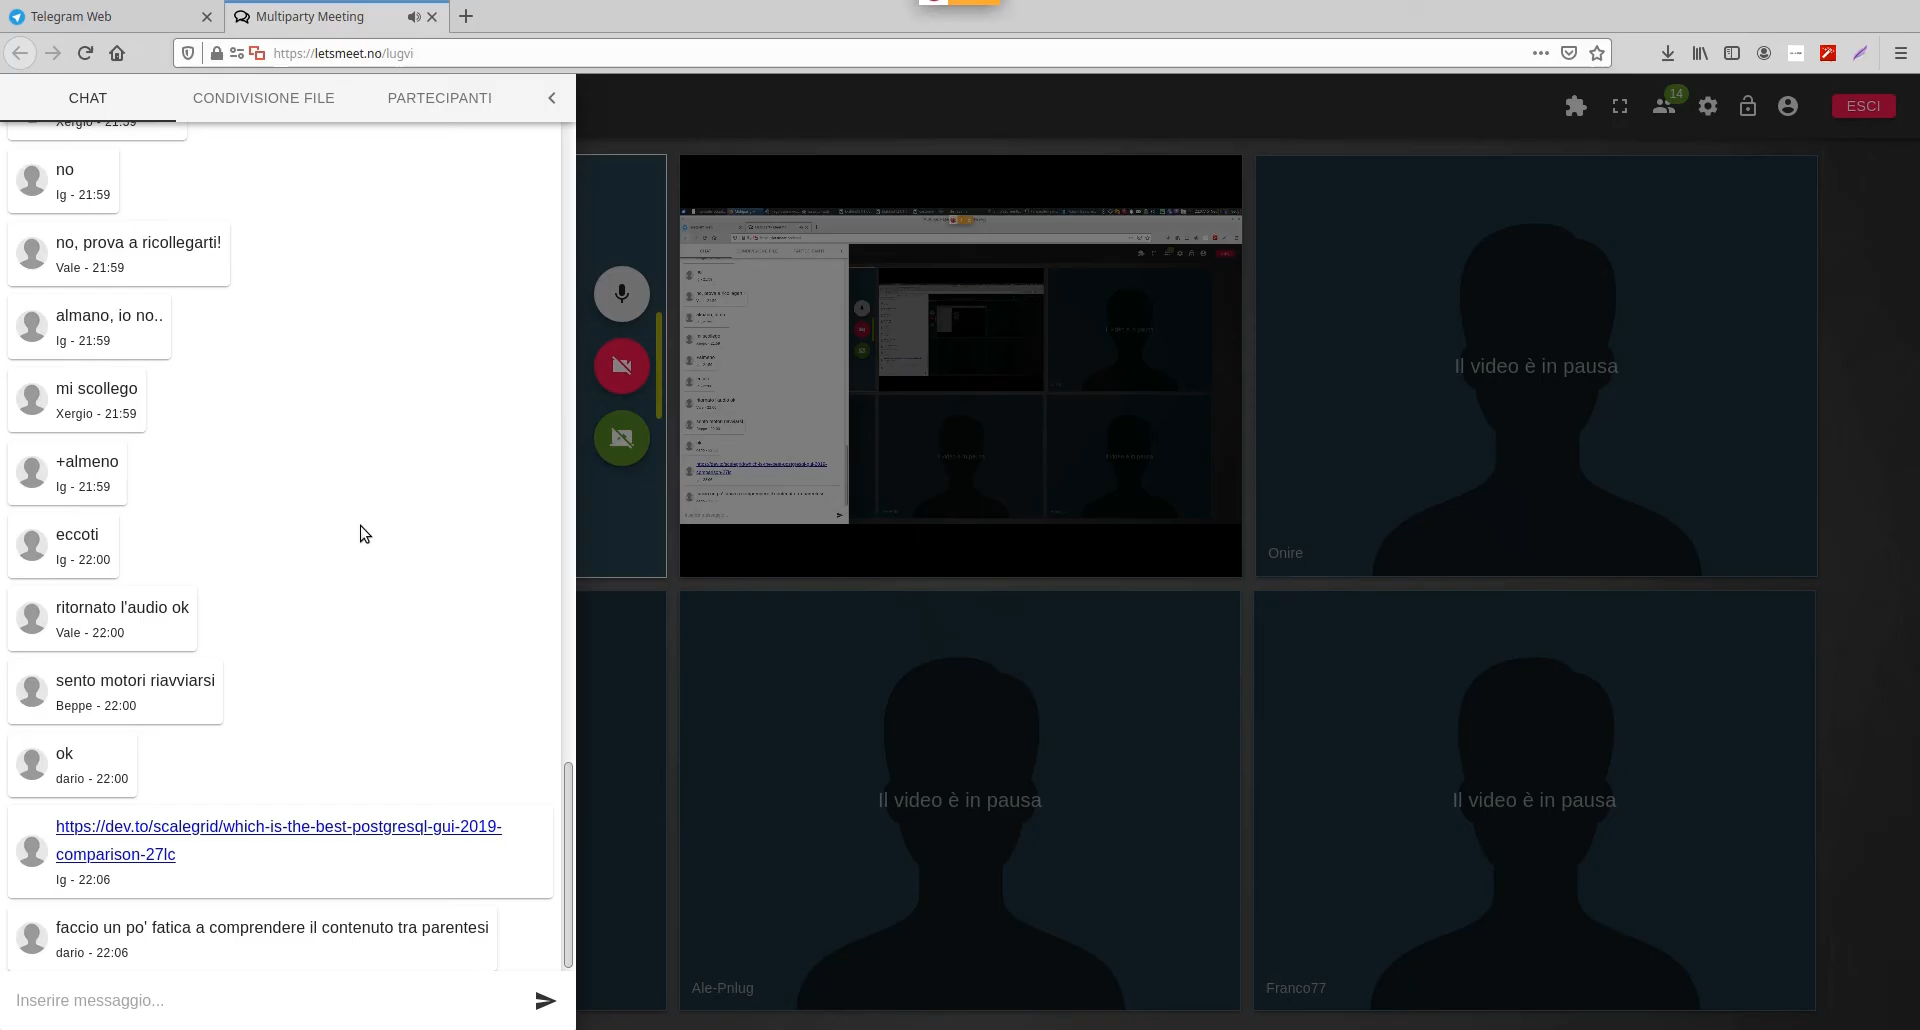 Telegram Web
Multiparty Meeting
https://letsmeet.no/lugvi
CHAT
CONDIVISIONE FILE
PARTECIPANTI
14
ESCI
Xergio - 21:59
no
Ig - 21:59
no, prova a ricollegarti!
Vale - 21:59
almano, io no..
Ig - 21:59
mi scollego
Xergio - 21:59
+almeno
Ig - 21:59
eccoti
Ig - 22:00
ritornato l'audio ok
Vale - 22:00
sento motori riavviarsi
Beppe - 22:00
ok
dario - 22:00
https://dev.to/scalegrid/which-is-the-best-postgresql-gui-2019-
comparison-27lc
Ig - 22:06
faccio un po' fatica a comprendere il contenuto tra parentesi
dario - 22:06
Inserire messaggio...
Il video è in pausa
Onire
Il video è in pausa
Ale-Pnlug
Il video è in pausa
Franco77